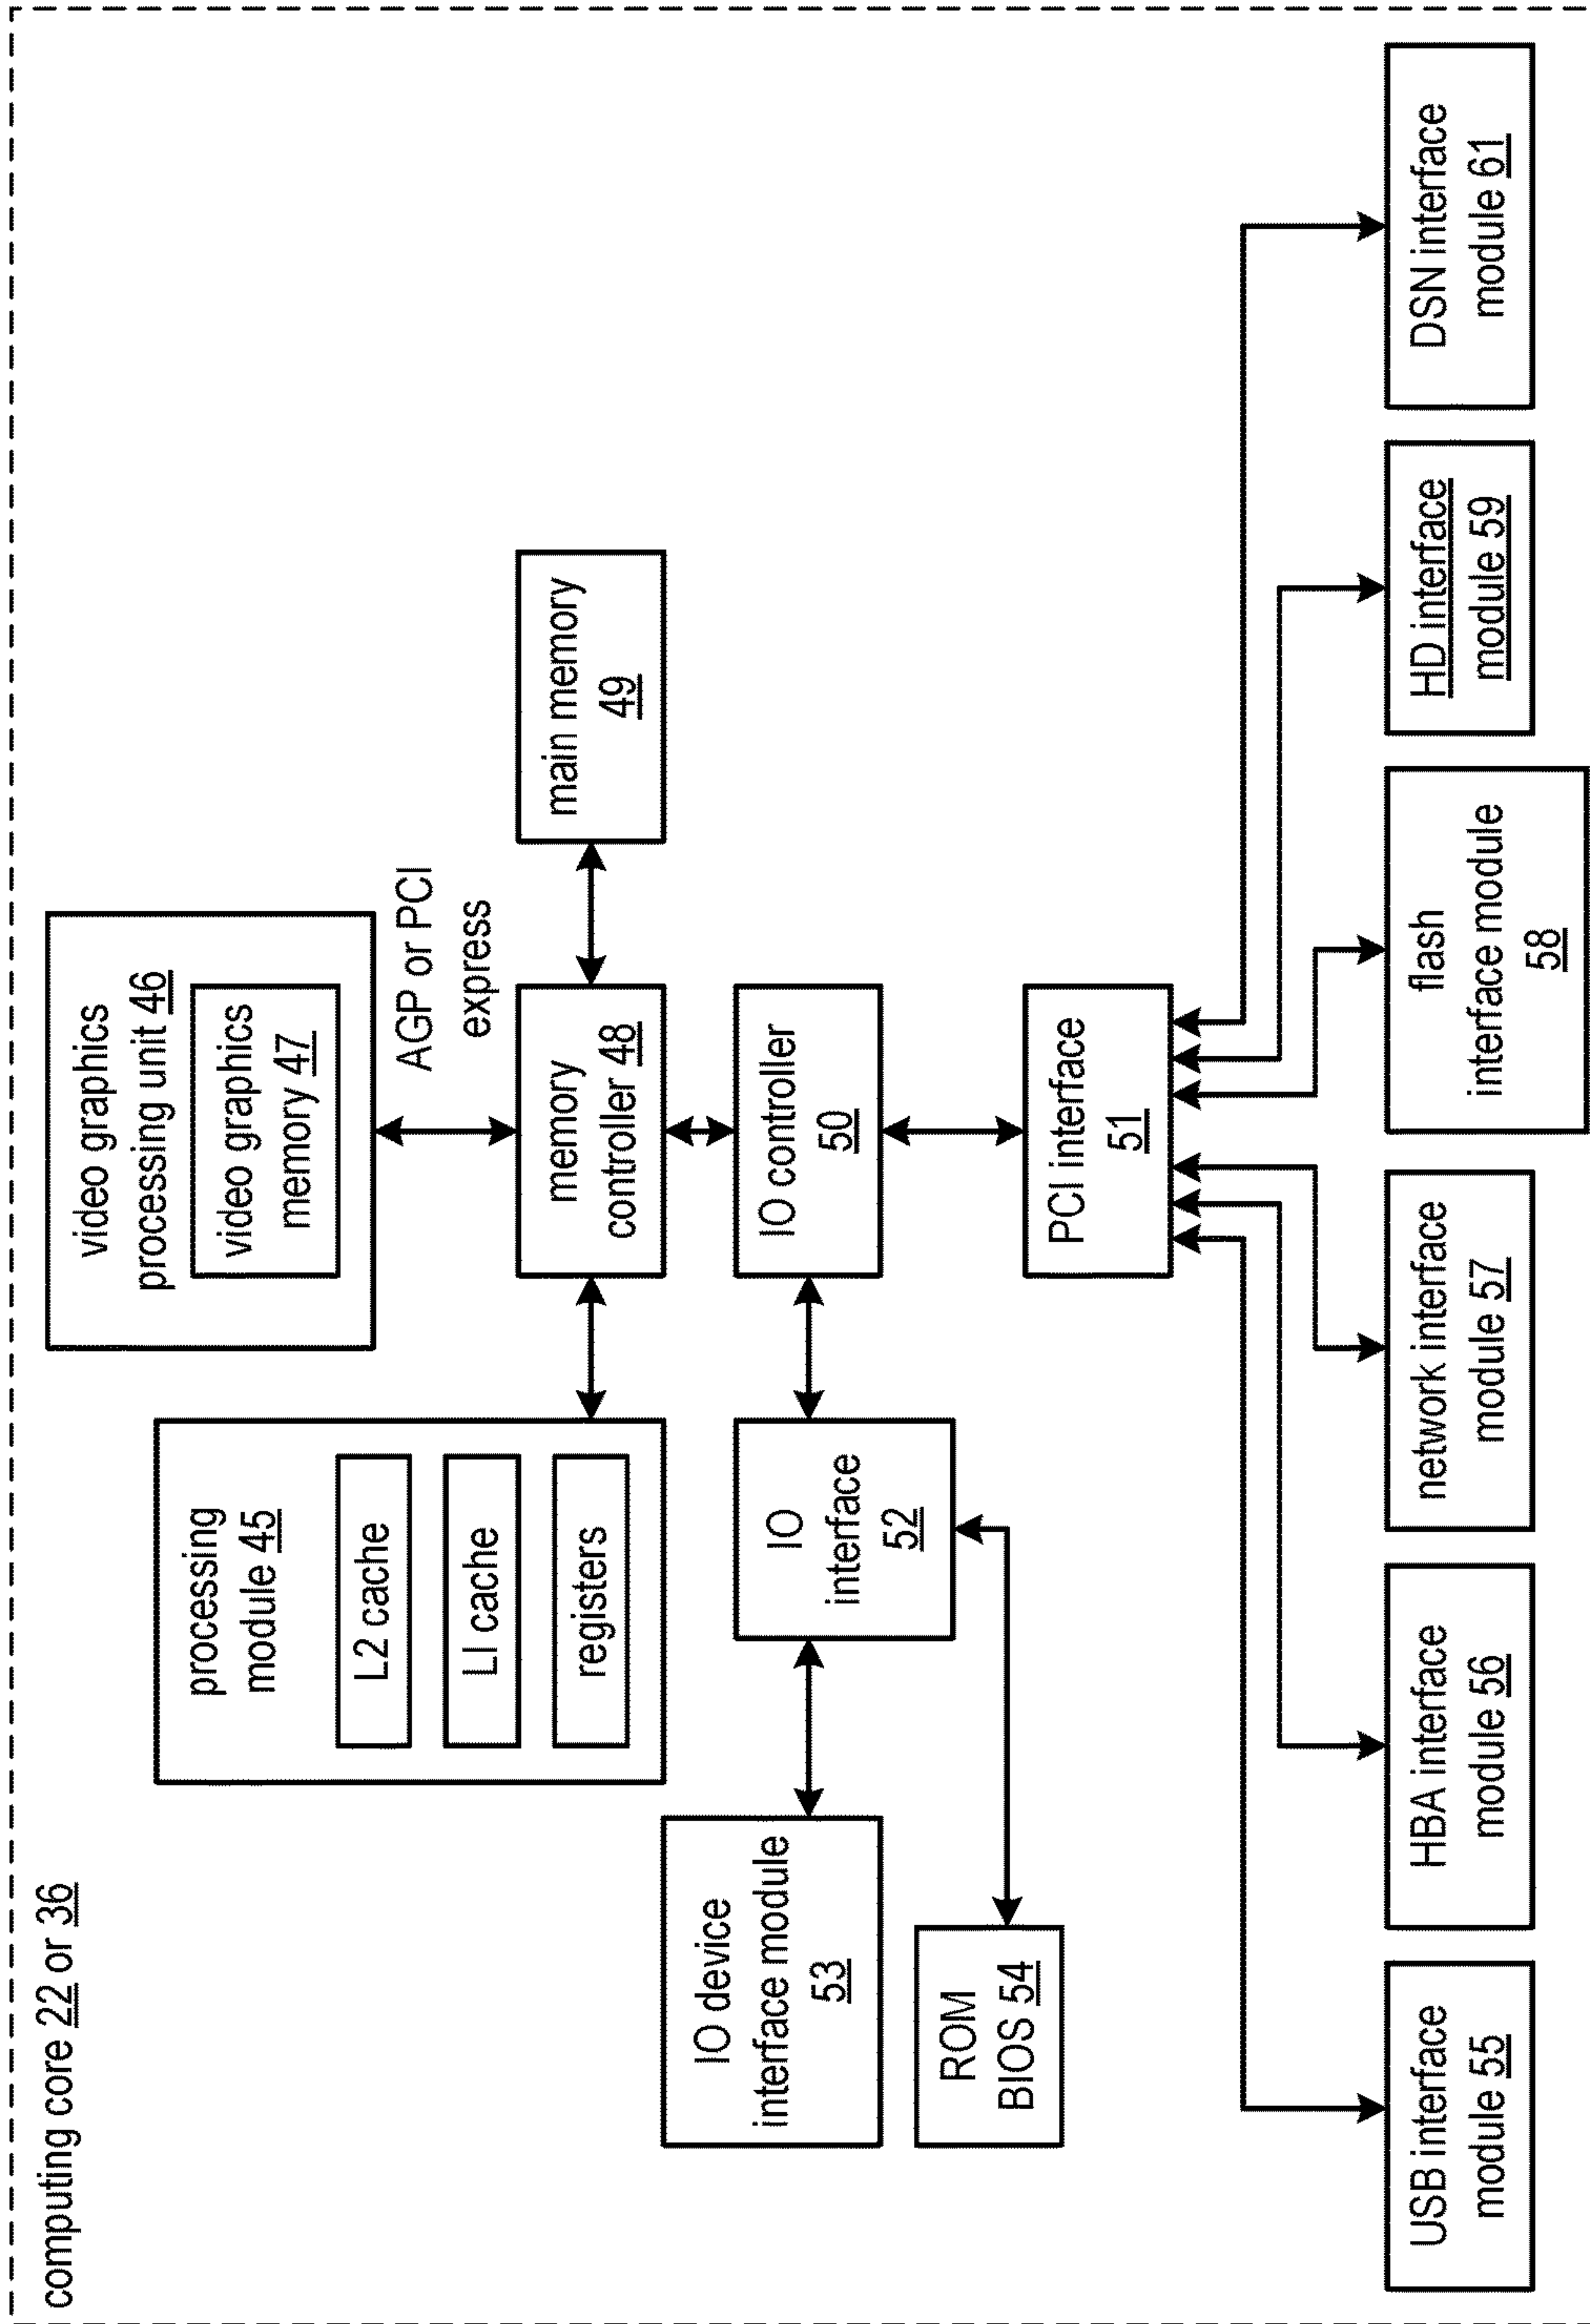 computing core 22 or 36
video graphics
processing unit 46
video graphics
memory 47
processing
module 45
L2 cache
LI cache
registers
AGP or PCI
express
memory
controller 48
main memory
49
IO device
interface module
53
IO
interface
52
IO controller
50
ROM
BIOS 54
PCI interface
51
USB interface
module 55
HBA interface
module 56
network interface
module 57
flash
interface module
58
HD interface
module 59
DSN interface
module 61